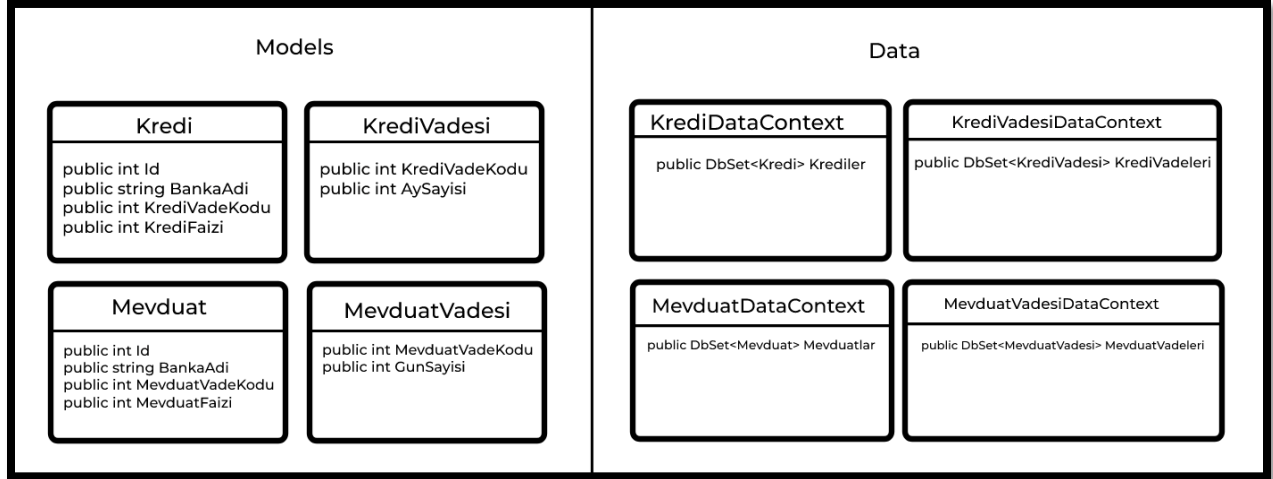 Models
Kredi
public int Id
public string BankaAdi
public int KrediVadeKodu
public int KrediFaizi
KrediVadesi
public int KrediVadeKodu
public int AySayisi
Mevduat
public int Id
public string BankaAdi
public int MevduatVadeKodu
public int MevduatFaizi
MevduatVadesi
public int MevduatVadeKodu
public int GunSayisi
Data
KrediDataContext
public DbSet<Kredi> Krediler
KrediVadesiDataContext
public DbSet<KrediVadesi> KrediVadeleri
MevduatDataContext
public DbSet<Mevduat> Mevduatlar
MevduatVadesiDataContext
public DbSet<MevduatVadesi> MevduatVadeleri